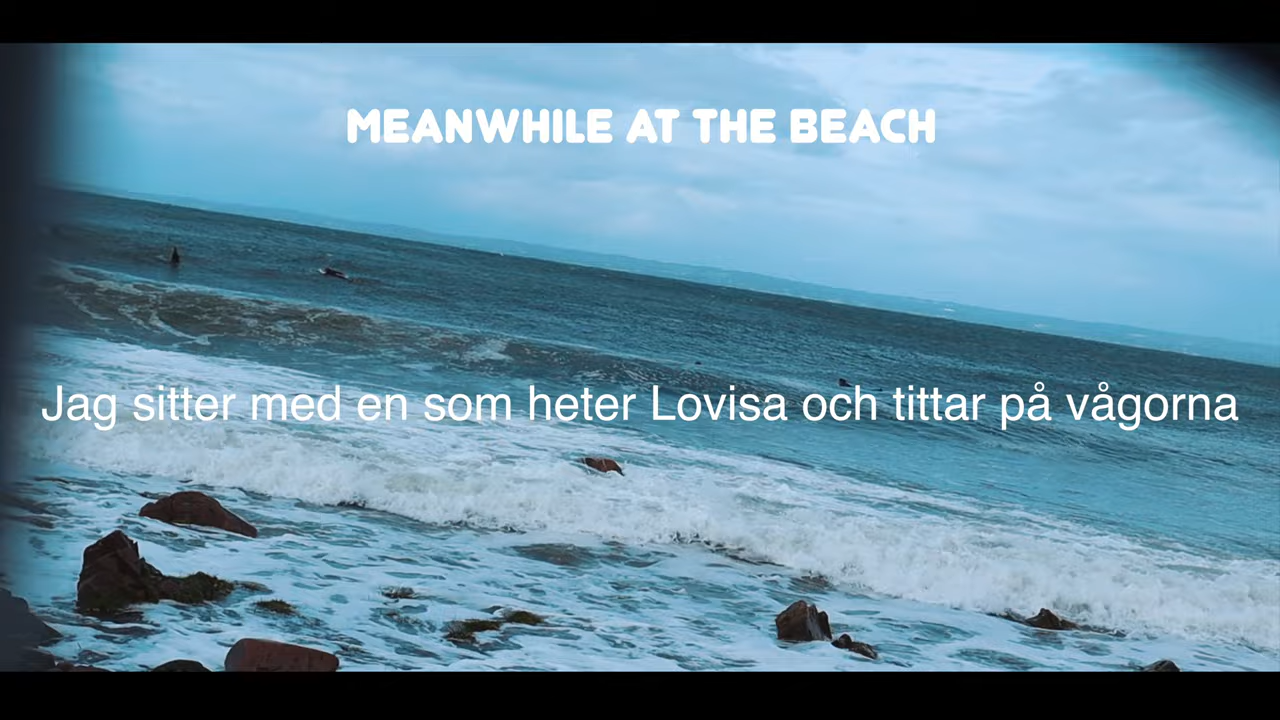 MEANWHILE AT THE BEACH
Jag sitter med en som heter Lovisa och tittar på vågorna